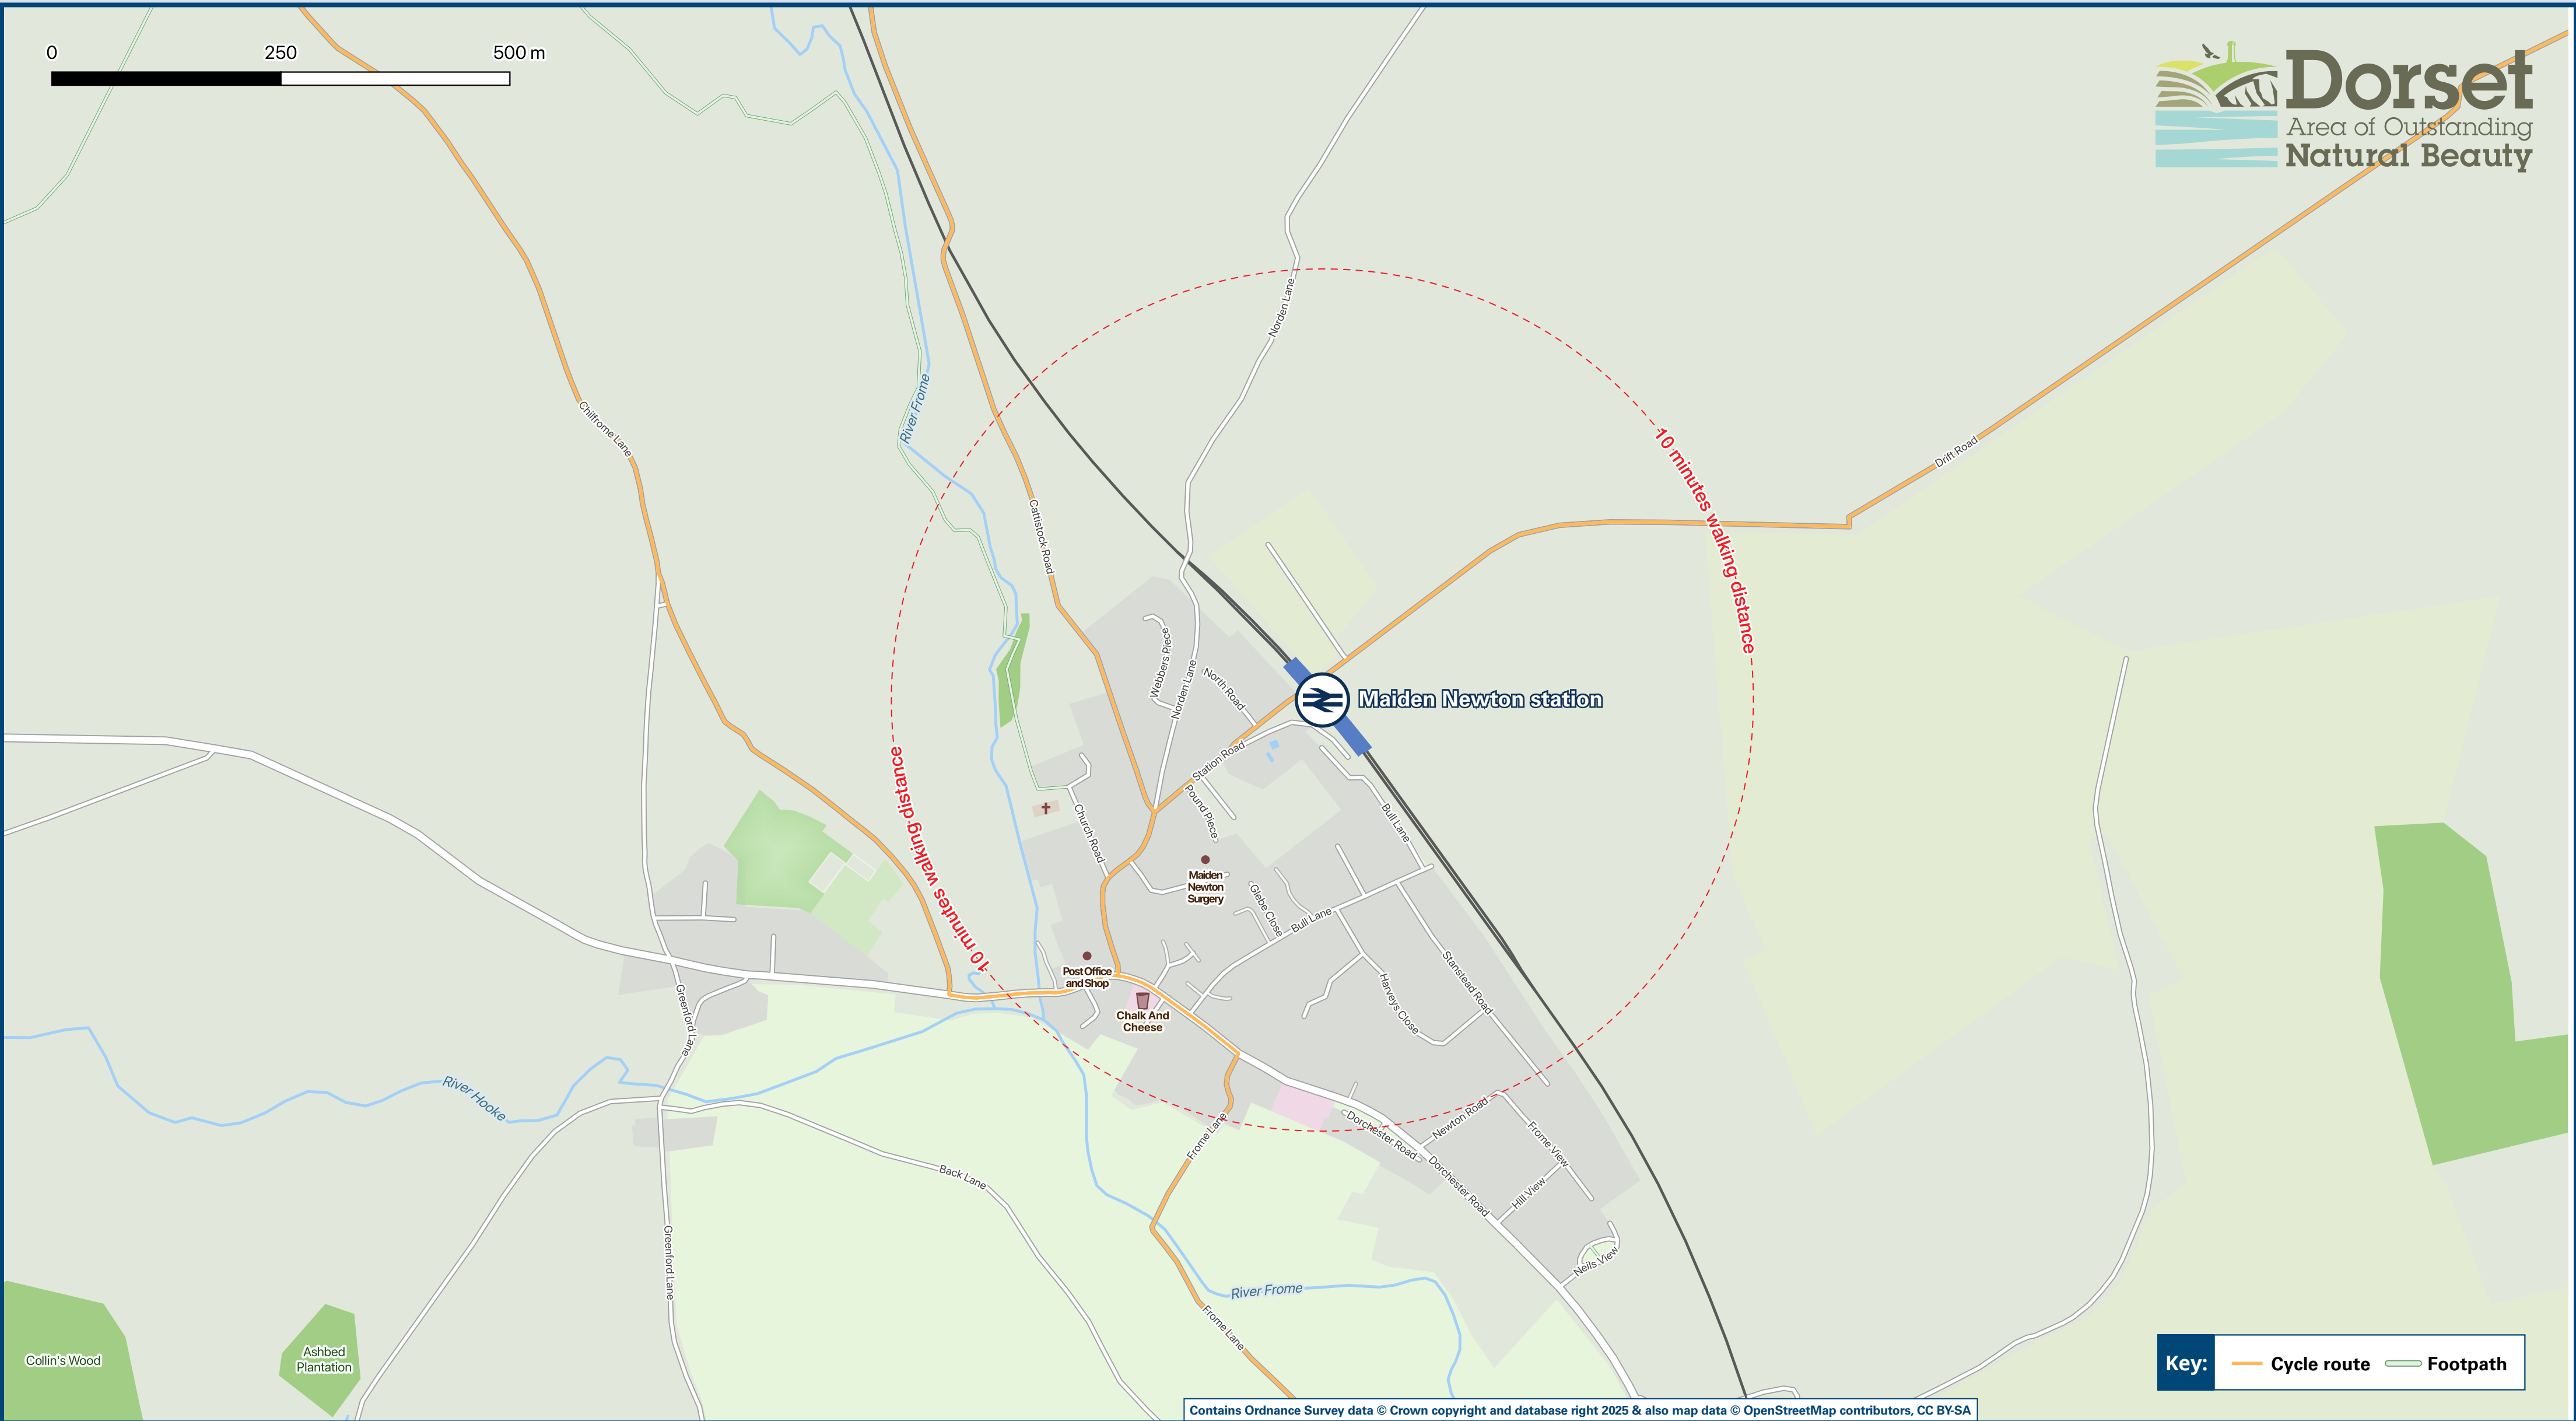 0 250 500 m
Dorset
Area of Outstanding
Natural Beauty
Norden Lane
River Frome
Chilfrome Lane
10 minutes walking distance
Drift Road
Cattistock Road
Webbers Piece
Norden Lane
North Road
Maiden Newton station
Station Road
Pound Piece
Church Road
Bull Lane
10 minutes walking distance
Maiden
Newton
Surgery
Glebe Close
Bull Lane
Post Office
and Shop
Stanstead Road
Harveys Close
Greenford Lane
Chalk And
Cheese
River Hooke
Newton Road
Dorchester Road
Frome Lane
Frome View
Back Lane
Dorchester Road
Hill View
Greenford Lane
Neils View
River Frome
Frome Lane
Collin's Wood
Ashbed
Plantation
Key: Cycle route Footpath
Contains Ordnance Survey data © Crown copyright and database right 2025 & also map data © OpenStreetMap contributors, CC BY-SA